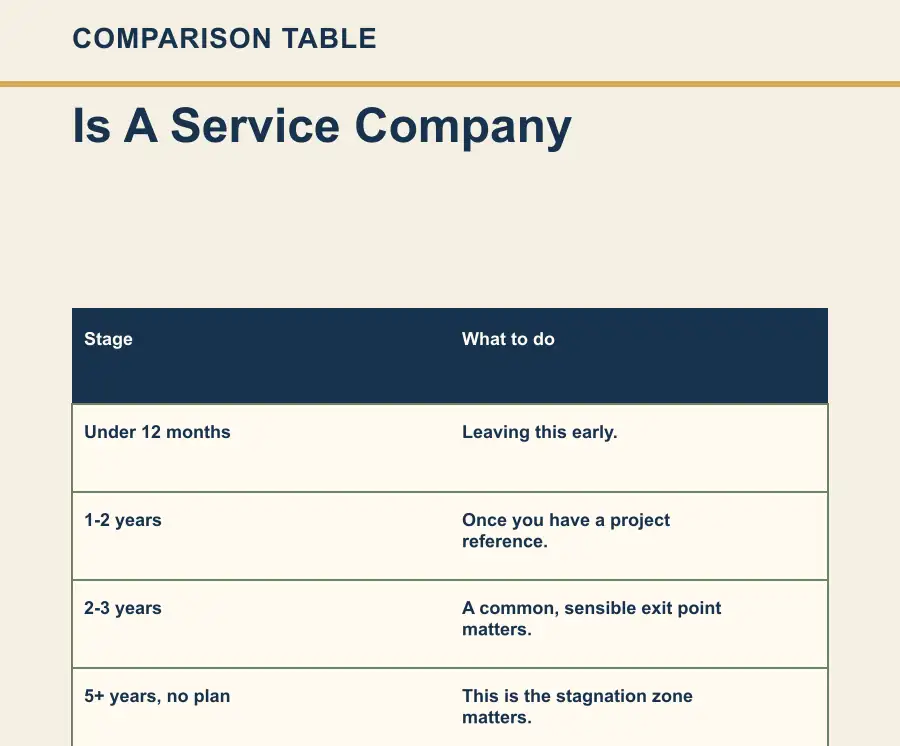 COMPARISON TABLE
Is A Service Company
Stage
What to do
Under 12 months
Leaving this early.
1-2 years
Once you have a project
reference.
2-3 years
A common, sensible exit point
matters.
5+ years, no plan
This is the stagnation zone
matters.